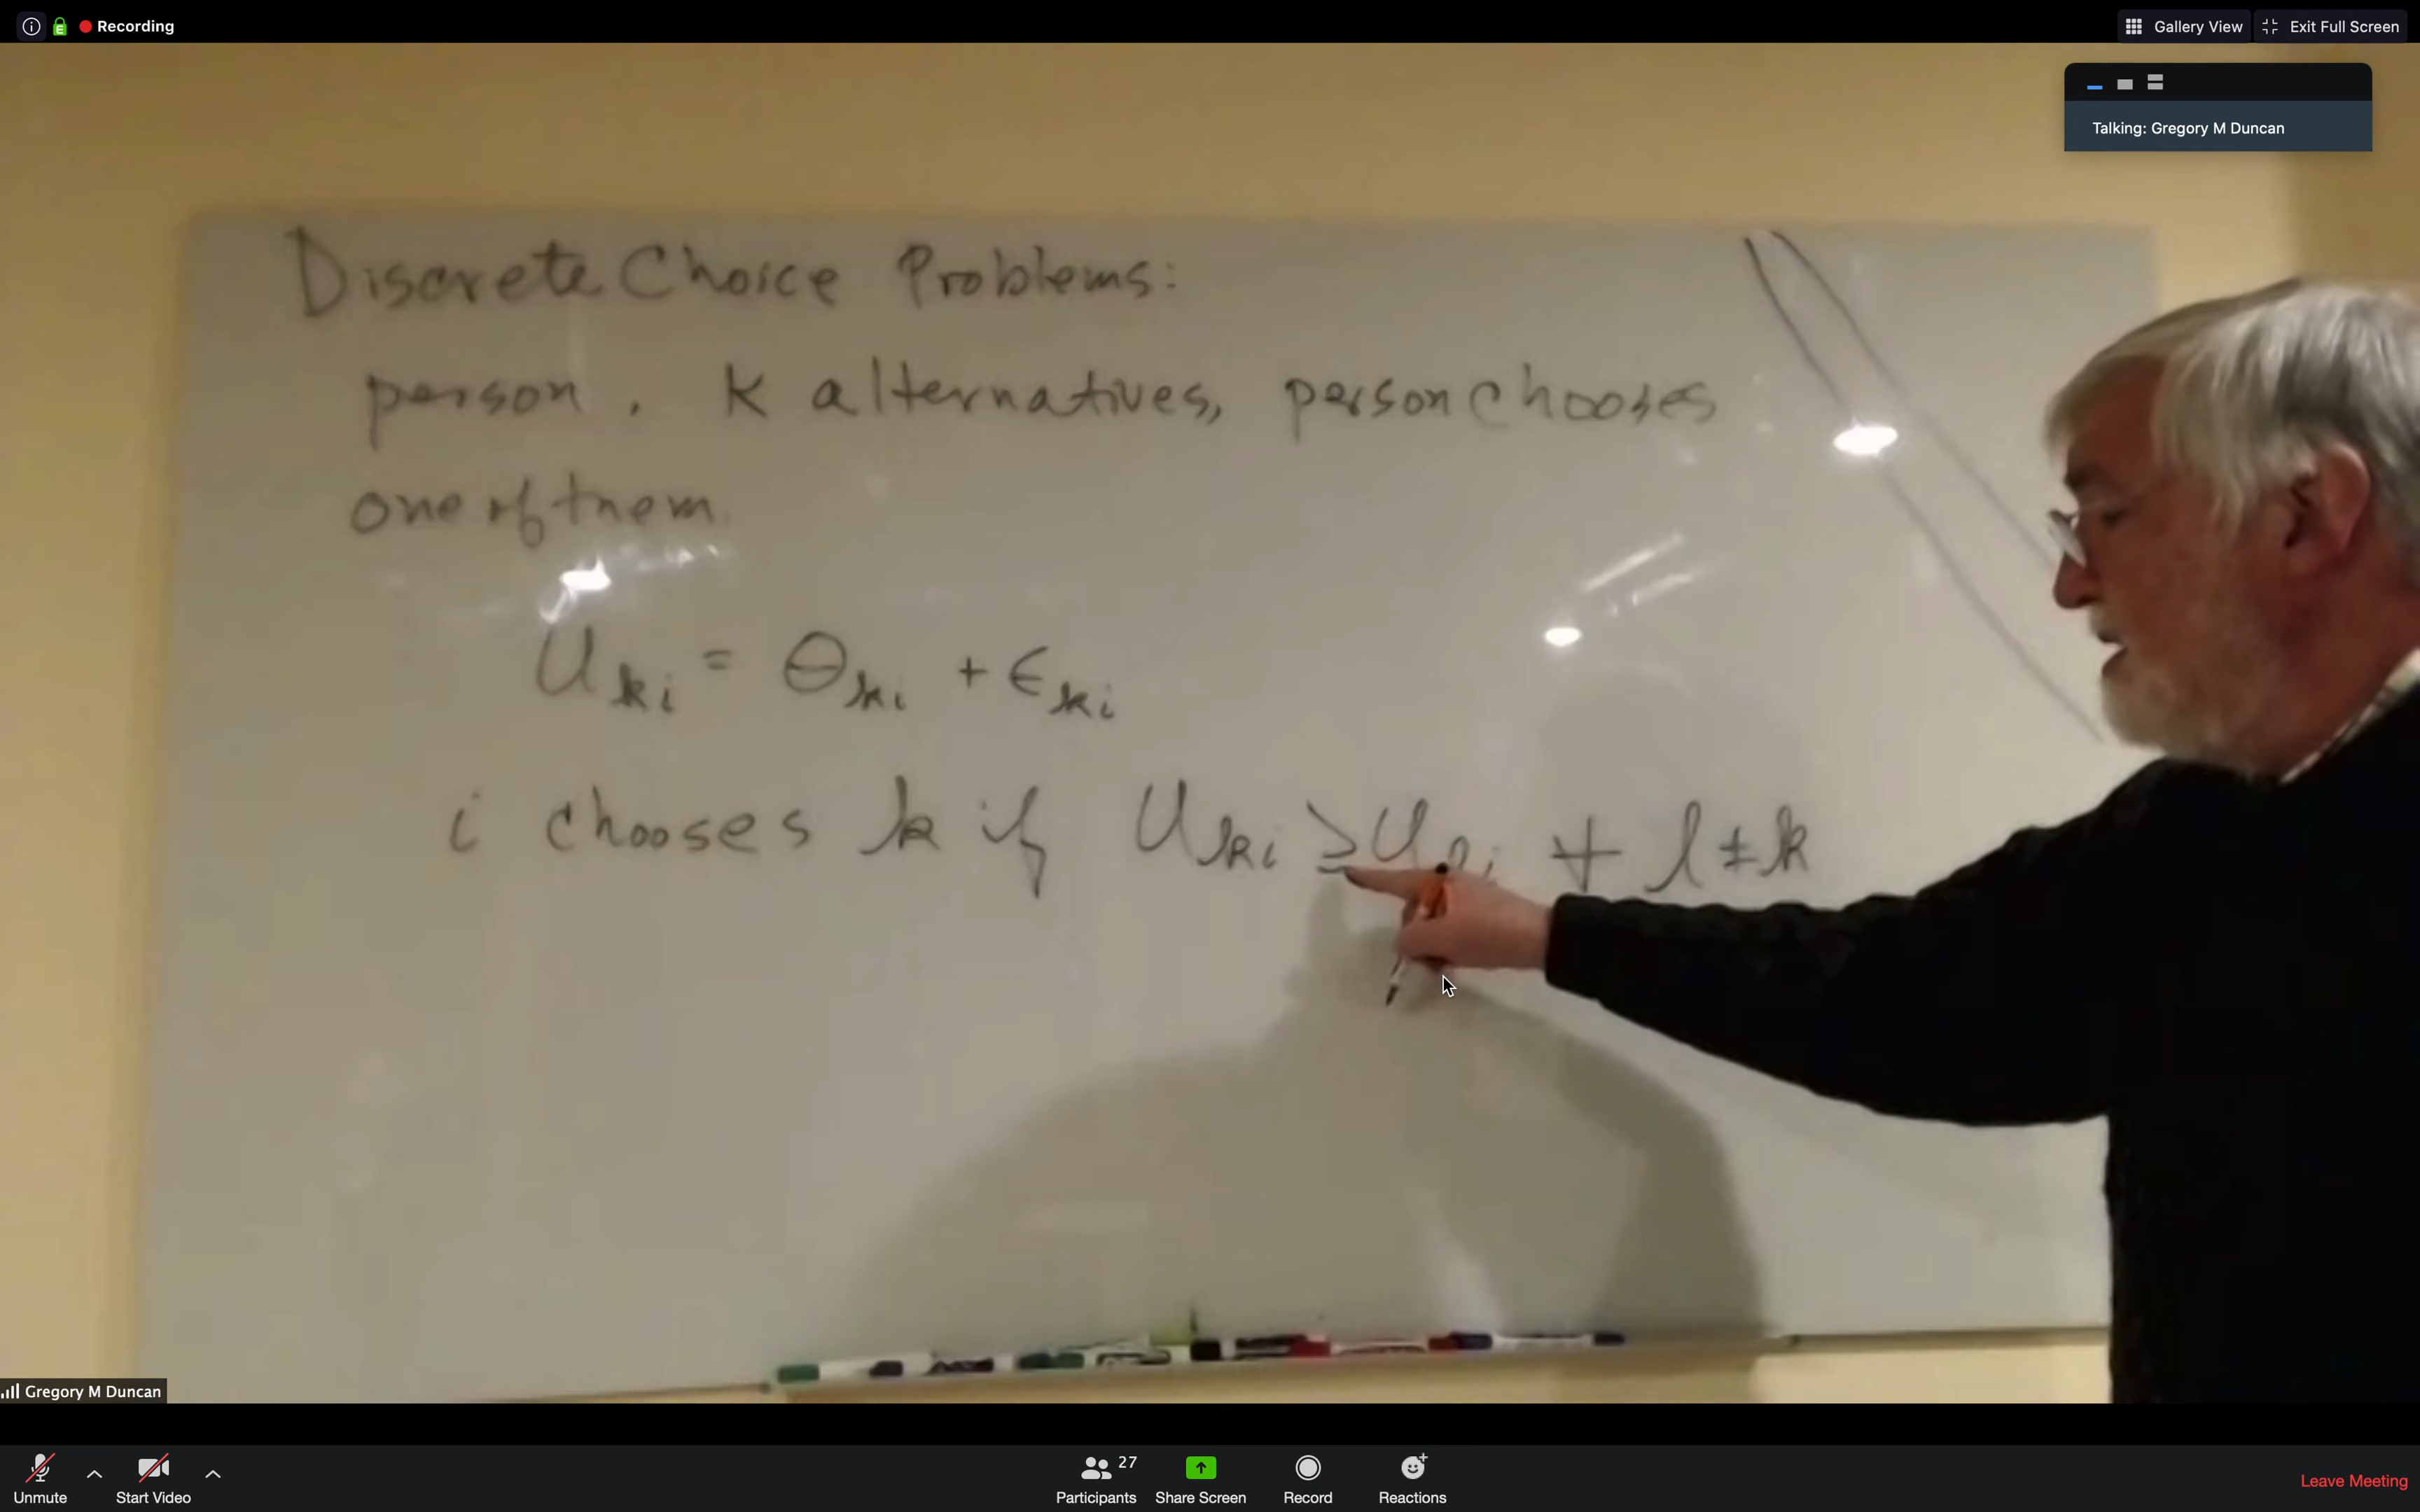 Recording
Gallery View
Exit Full Screen
Talking: Gregory M Duncan
Discrete Choice Problems:
person. K alternatives, person chooses
one of them.
U_ki = θ_ki + ϵ_ki
i chooses k if U_ki ≥ U_li ∀ l ≠ k
Gregory M Duncan
27
Unmute
Start Video
Participants
Share Screen
Record
Reactions
Leave Meeting